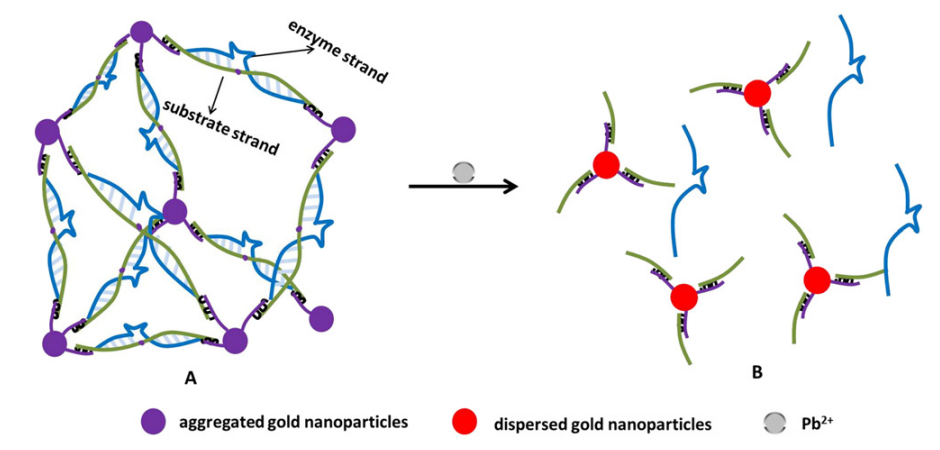 enzyme strand
substrate strand
A
B
aggregated gold nanoparticles
dispersed gold nanoparticles
Pb²⁺